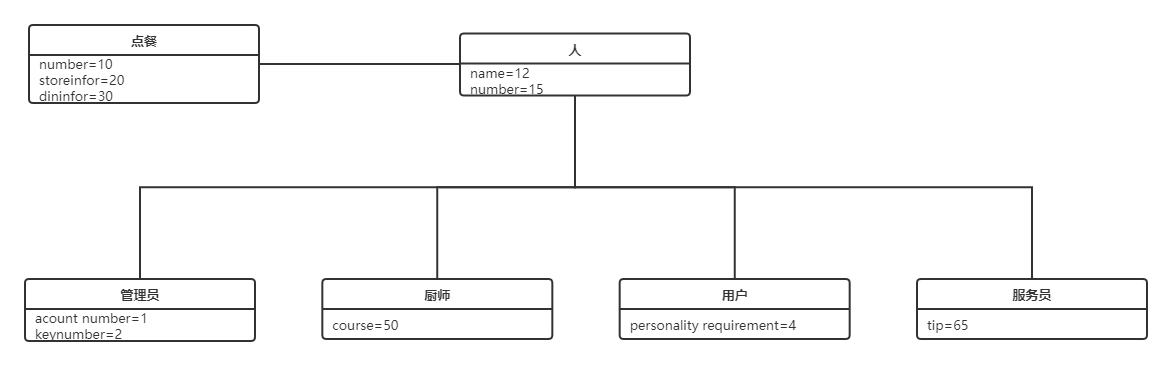 点餐
number=10
storeinfor=20
dininfor=30
人
name=12
number=15
管理员
acount number=1
keynumber=2
厨师
course=50
用户
personality requirement=4
服务员
tip=65